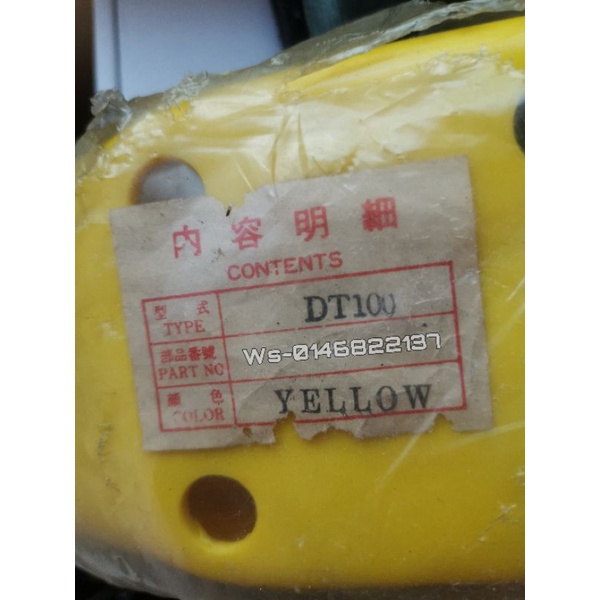 内容明細
CONTENTS
型式 DT100
TYPE
部品番號 Ws-0146822137
PART NO
顏色 YELLOW
COLOR